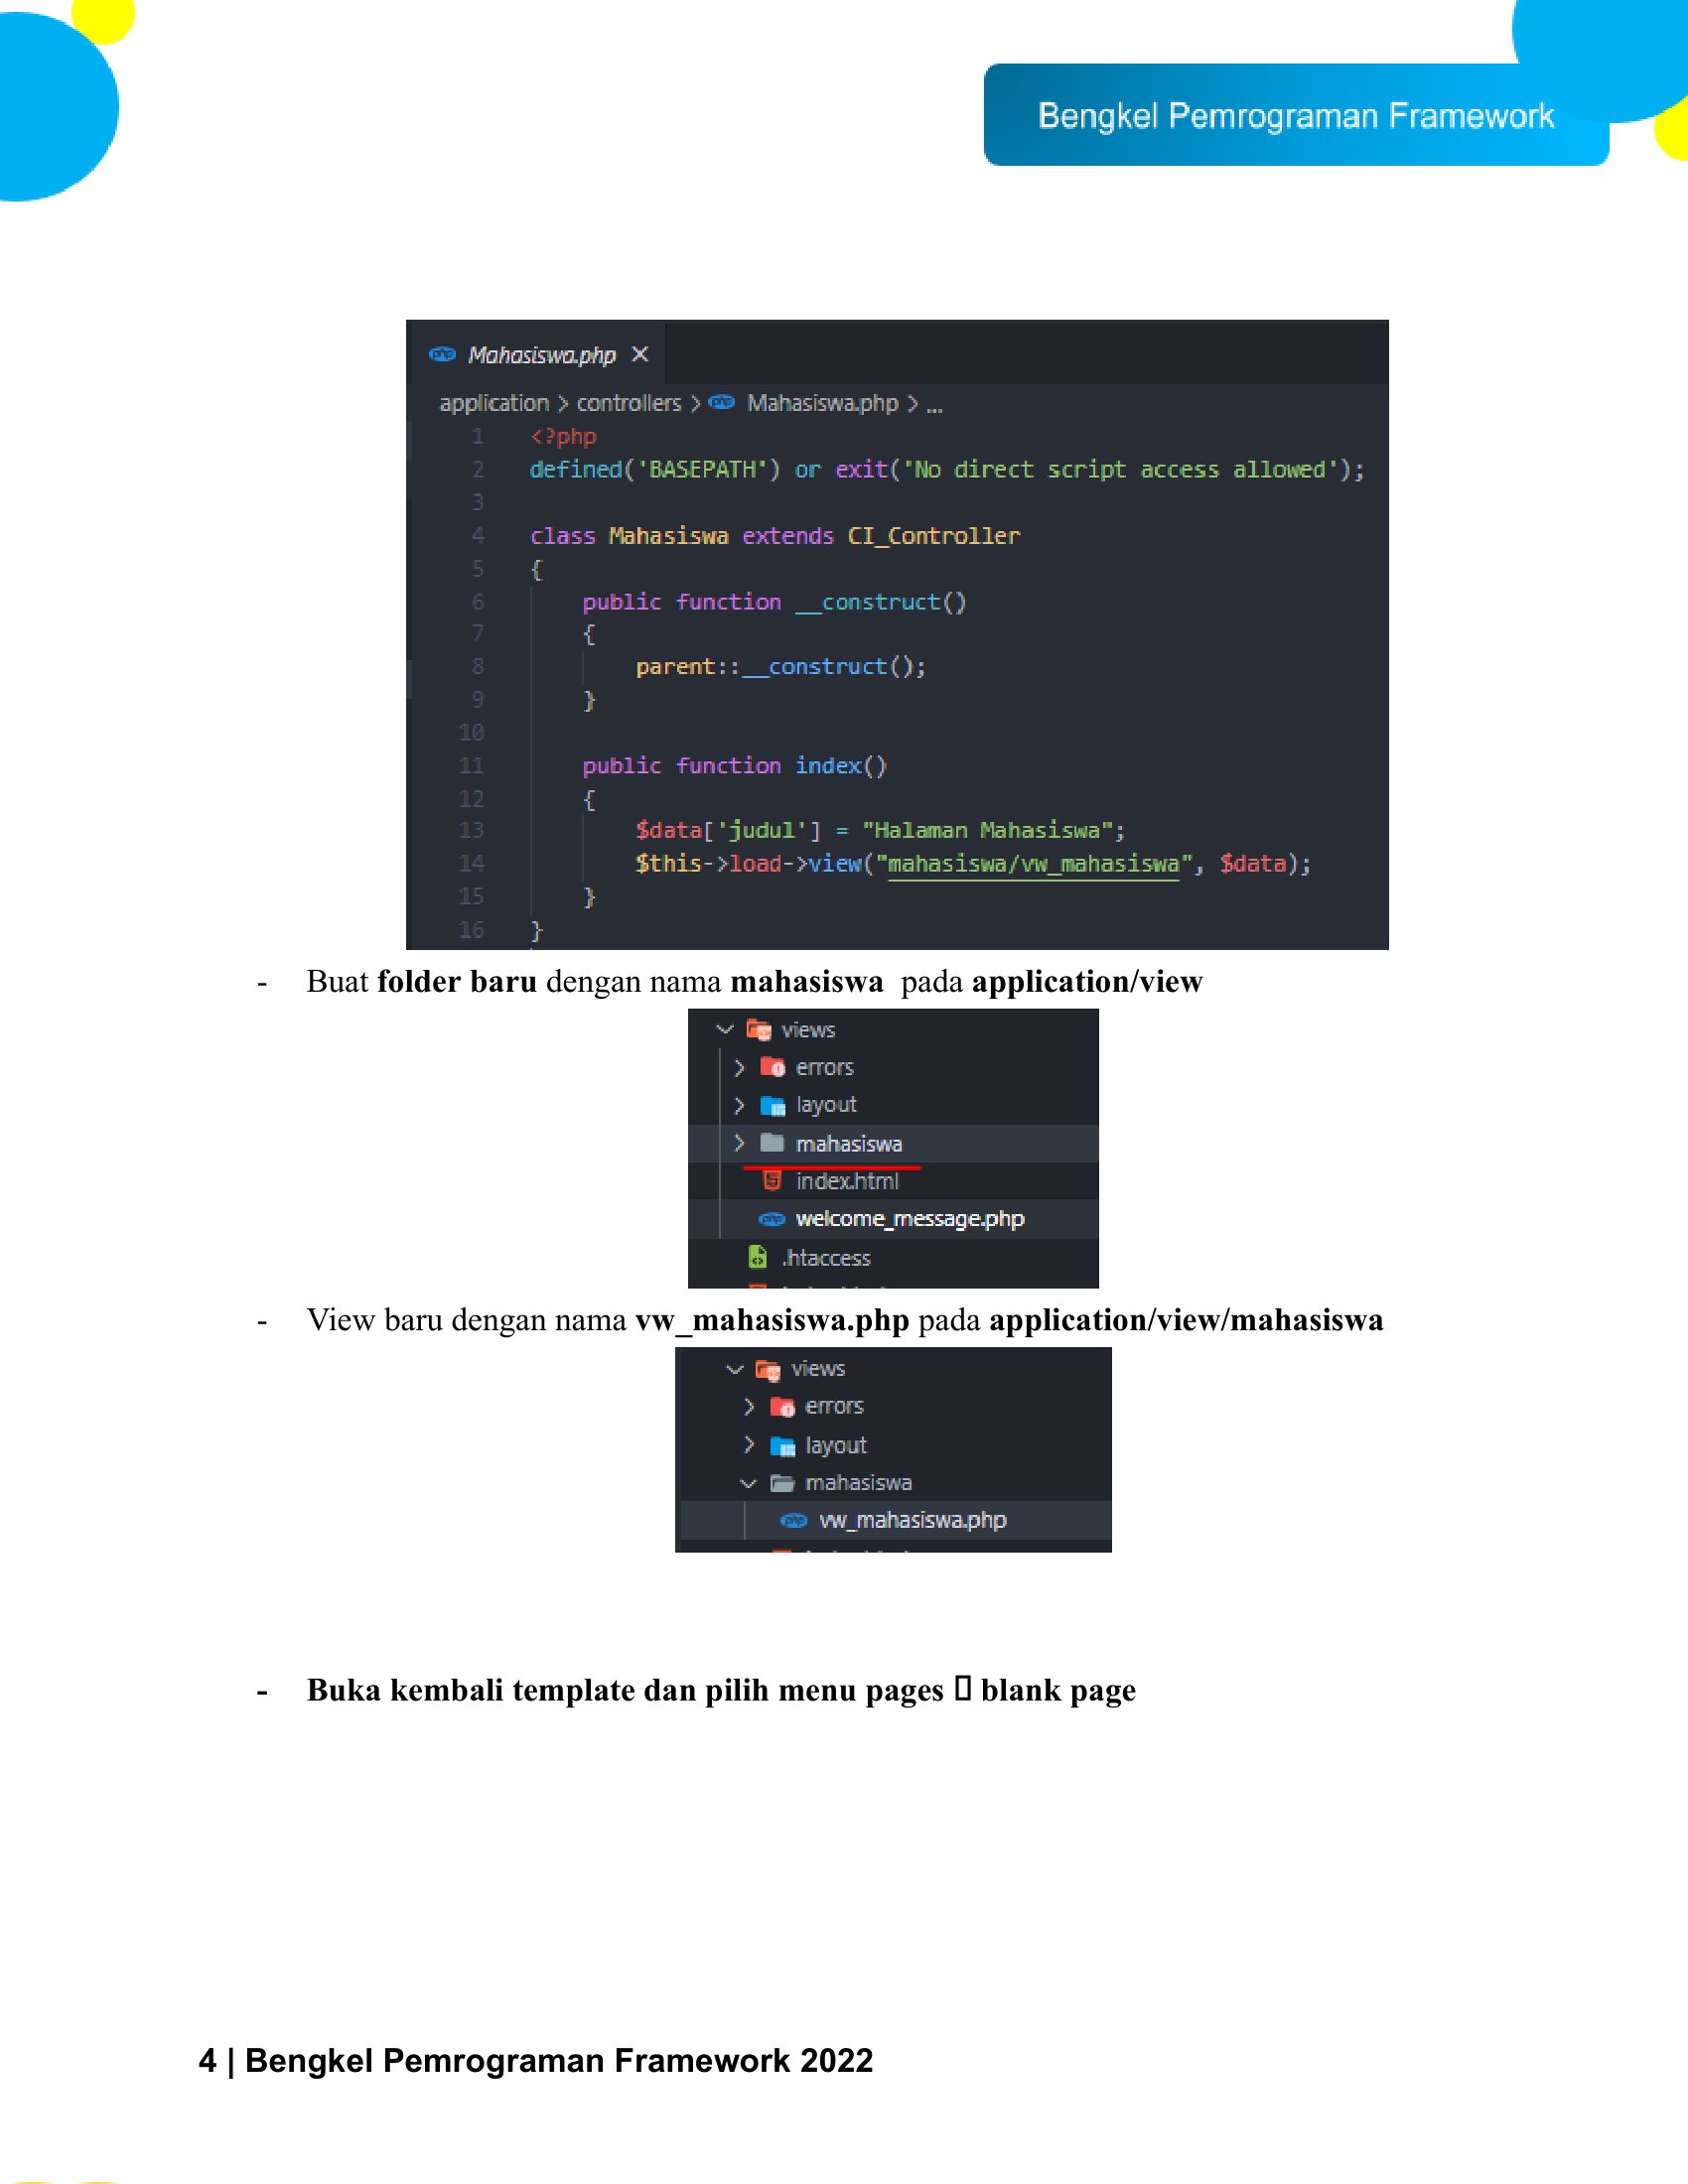 Bengkel Pemrograman Framework
Mahasiswa.php ×
application > controllers > Mahasiswa.php > ...
1 <?php
2 defined('BASEPATH') or exit('No direct script access allowed');
3
4 class Mahasiswa extends CI_Controller
5 {
6 public function __construct()
7 {
8 parent::__construct();
9 }
10
11 public function index()
12 {
13 $data['judul'] = "Halaman Mahasiswa";
14 $this->load->view("mahasiswa/vw_mahasiswa", $data);
15 }
16 }
- Buat folder baru dengan nama mahasiswa pada application/view
views
errors
layout
mahasiswa
index.html
welcome_message.php
.htaccess
- View baru dengan nama vw_mahasiswa.php pada application/view/mahasiswa
views
errors
layout
mahasiswa
vw_mahasiswa.php
- Buka kembali template dan pilih menu pages ▯ blank page
4 | Bengkel Pemrograman Framework 2022